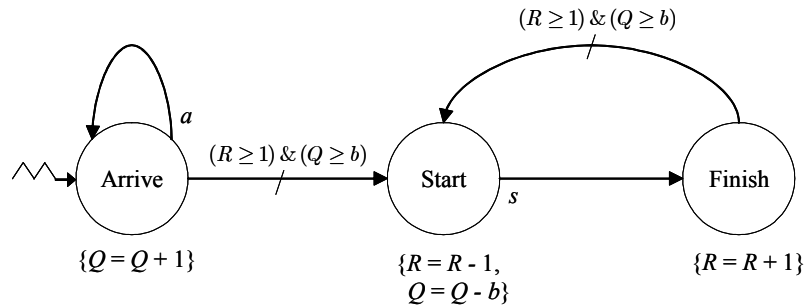 (R ≥ 1) & (Q ≥ b)
a
(R ≥ 1) & (Q ≥ b)
Arrive
Start
Finish
s
{Q = Q + 1}
{R = R - 1,
Q = Q - b}
{R = R + 1}